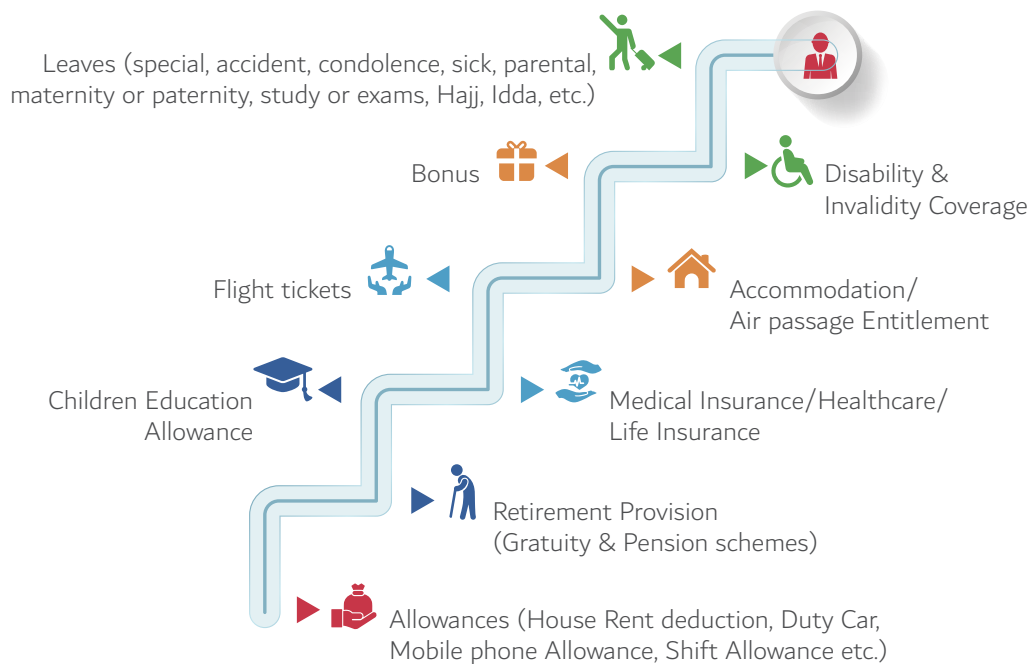 Leaves (special, accident, condolence, sick, parental,
maternity or paternity, study or exams, Hajj, Idda, etc.)
Bonus
Disability &
Invalidity Coverage
Flight tickets
Accommodation/
Air passage Entitlement
Children Education
Allowance
Medical Insurance/Healthcare/
Life Insurance
Retirement Provision
(Gratuity & Pension schemes)
Allowances (House Rent deduction, Duty Car,
Mobile phone Allowance, Shift Allowance etc.)